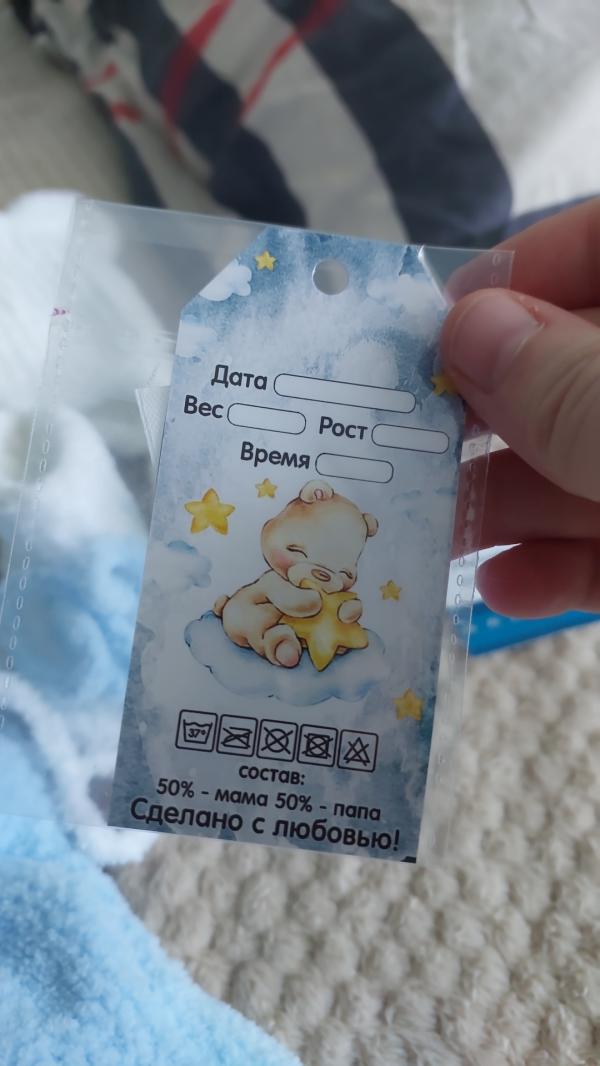 Дата
Вес Рост
Время
37°
состав:
50% - мама 50% - папа
Сделано с любовью!